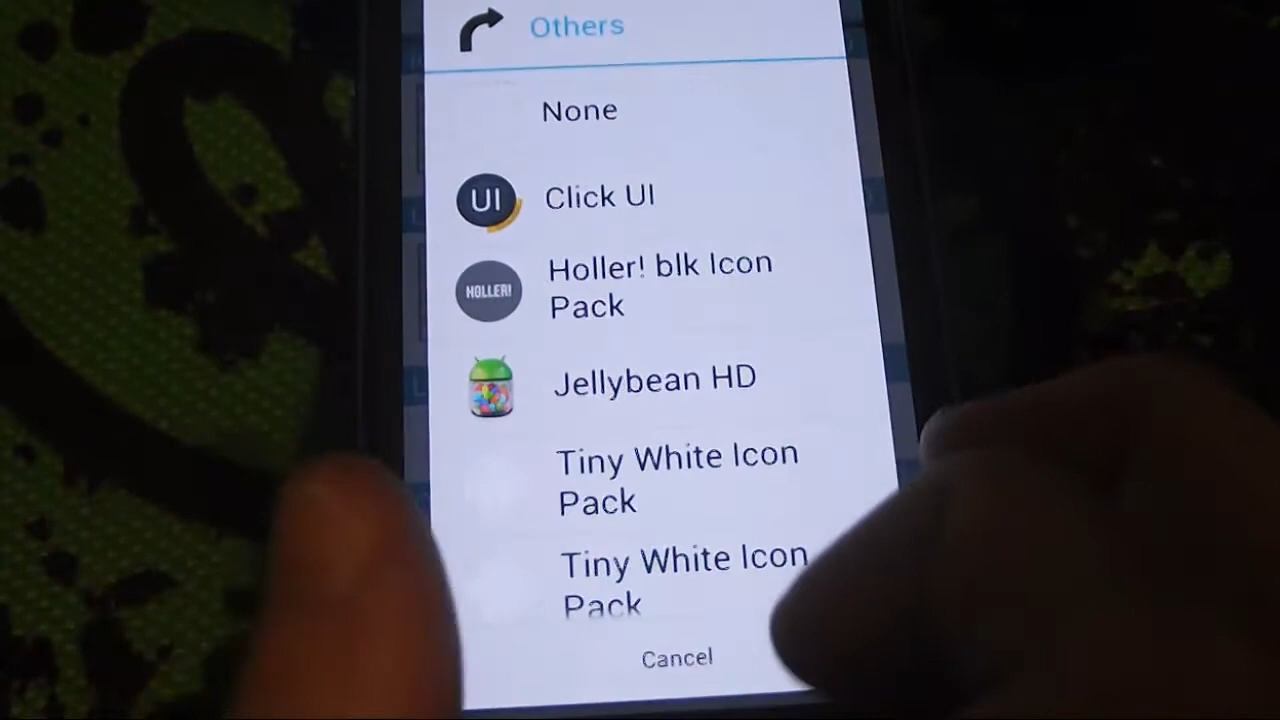 Others
None
UI
Click UI
Holler! blk Icon
Pack
HOLLER!
Jellybean HD
Tiny White Icon
Pack
Tiny White Icon
Pack
Cancel